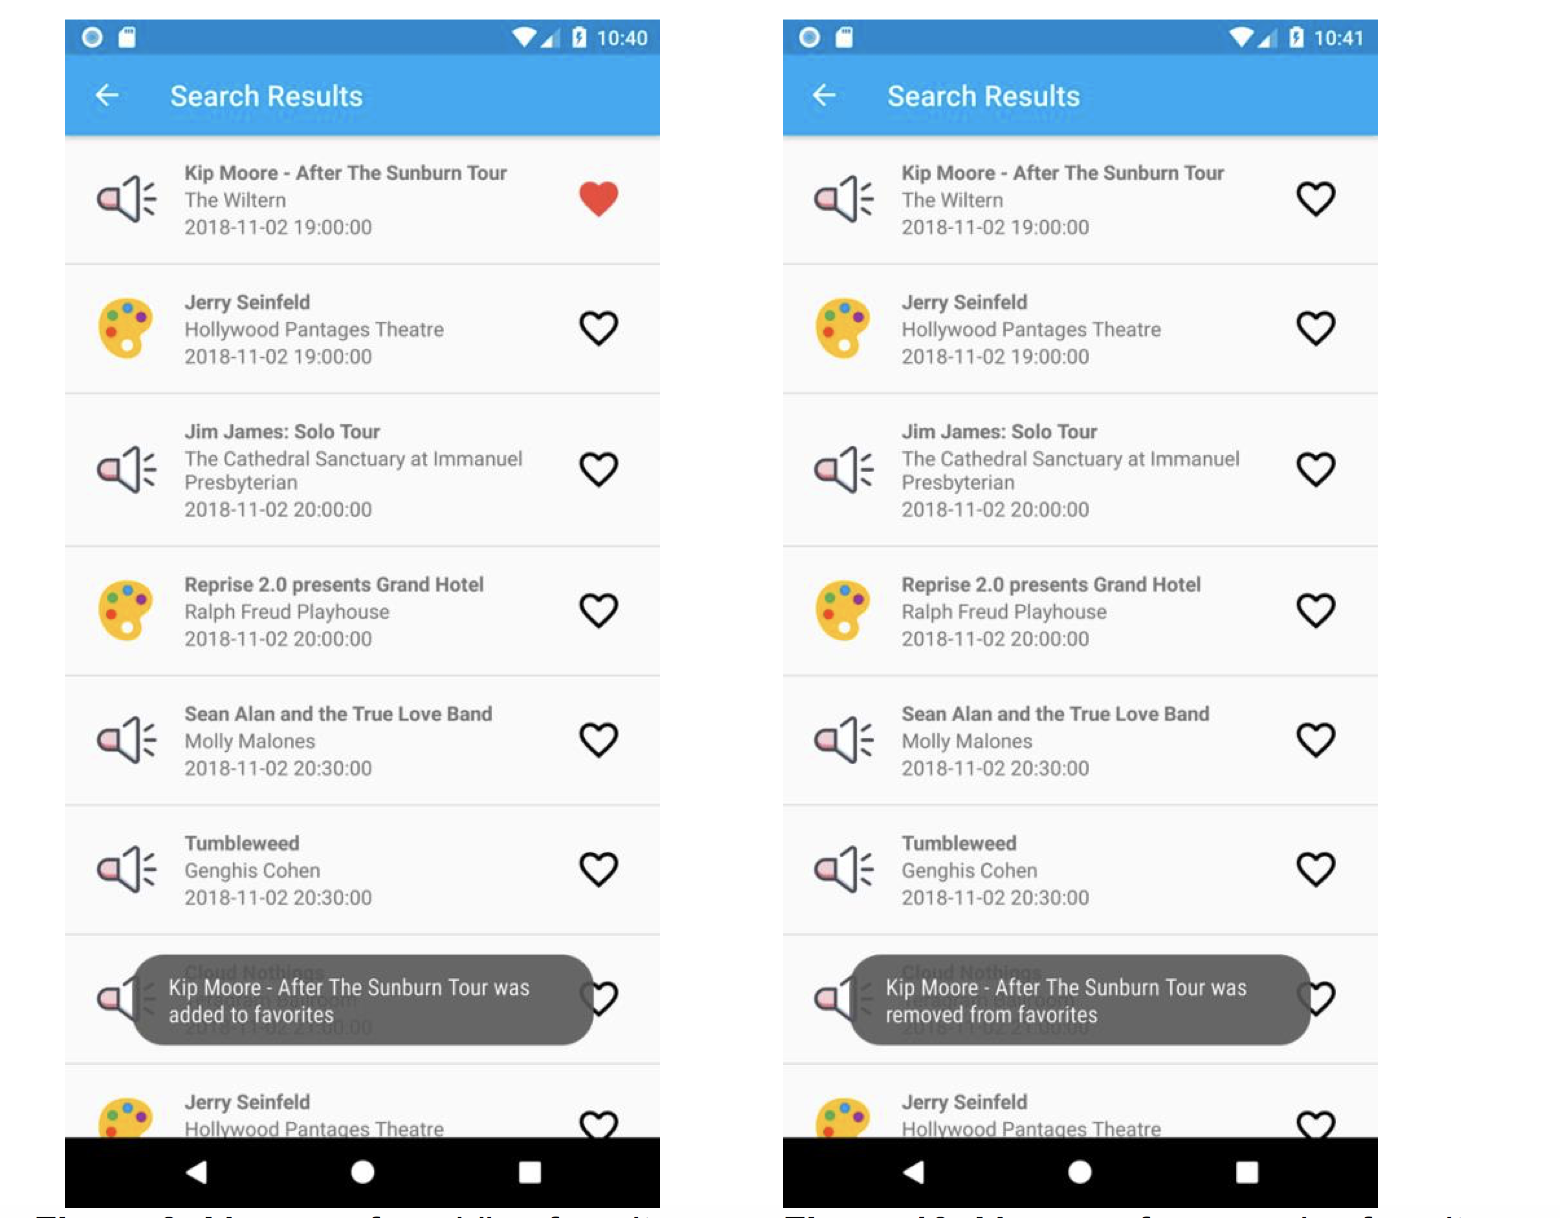 10:40
Search Results
Kip Moore - After The Sunburn Tour
The Wiltern
2018-11-02 19:00:00
Jerry Seinfeld
Hollywood Pantages Theatre
2018-11-02 19:00:00
Jim James: Solo Tour
The Cathedral Sanctuary at Immanuel
Presbyterian
2018-11-02 20:00:00
Reprise 2.0 presents Grand Hotel
Ralph Freud Playhouse
2018-11-02 20:00:00
Sean Alan and the True Love Band
Molly Malones
2018-11-02 20:30:00
Tumbleweed
Genghis Cohen
2018-11-02 20:30:00
Cloud Nothings
Kip Moore - After The Sunburn Tour was
added to favorites
Jerry Seinfeld
Hollywood Pantages Theatre
10:41
Search Results
Kip Moore - After The Sunburn Tour
The Wiltern
2018-11-02 19:00:00
Jerry Seinfeld
Hollywood Pantages Theatre
2018-11-02 19:00:00
Jim James: Solo Tour
The Cathedral Sanctuary at Immanuel
Presbyterian
2018-11-02 20:00:00
Reprise 2.0 presents Grand Hotel
Ralph Freud Playhouse
2018-11-02 20:00:00
Sean Alan and the True Love Band
Molly Malones
2018-11-02 20:30:00
Tumbleweed
Genghis Cohen
2018-11-02 20:30:00
Cloud Nothings
Kip Moore - After The Sunburn Tour was
removed from favorites
Jerry Seinfeld
Hollywood Pantages Theatre